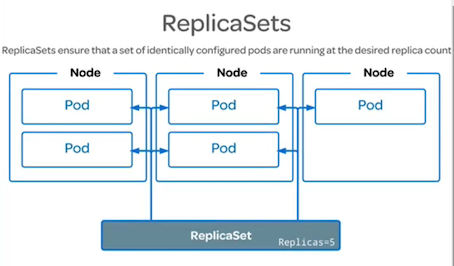 ReplicaSets
ReplicaSets ensure that a set of identically configured pods are running at the desired replica count
Node Node Node
Pod Pod Pod
Pod Pod
ReplicaSet
Replicas=5